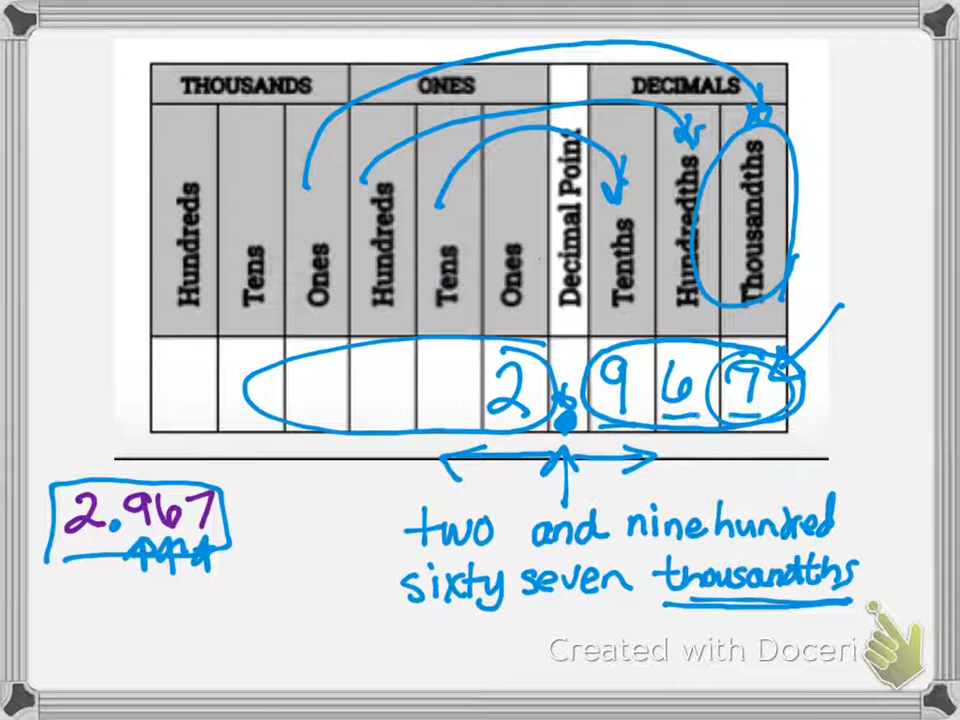 THOUSANDS ONES DECIMALS
Hundreds Tens Ones Hundreds Tens Ones Decimal Point Tenths Hundredths Thousandths
2 . 9 6 7
2.967
two and nine hundred
sixty seven thousandths
Created with Doceri